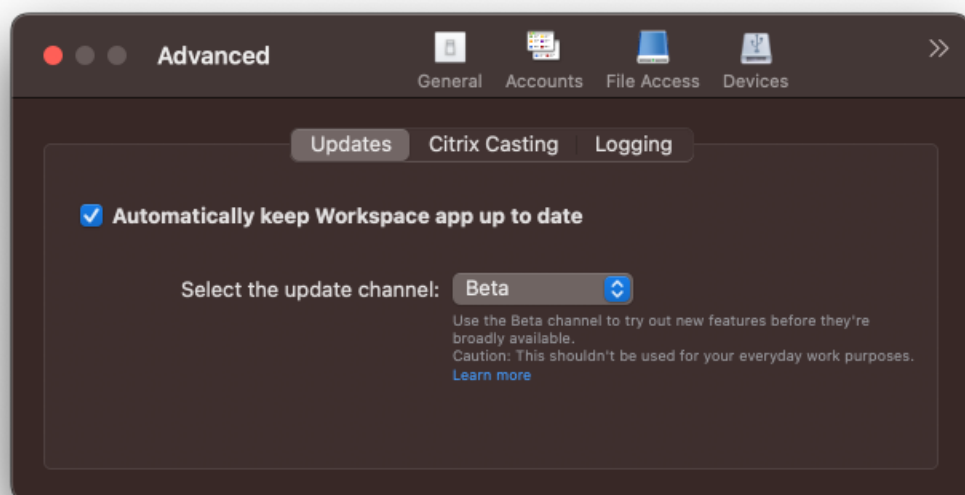 Advanced
General Accounts File Access Devices
Updates Citrix Casting Logging
Automatically keep Workspace app up to date
Select the update channel: Beta
Use the Beta channel to try out new features before they're
broadly available.
Caution: This shouldn't be used for your everyday work purposes.
Learn more